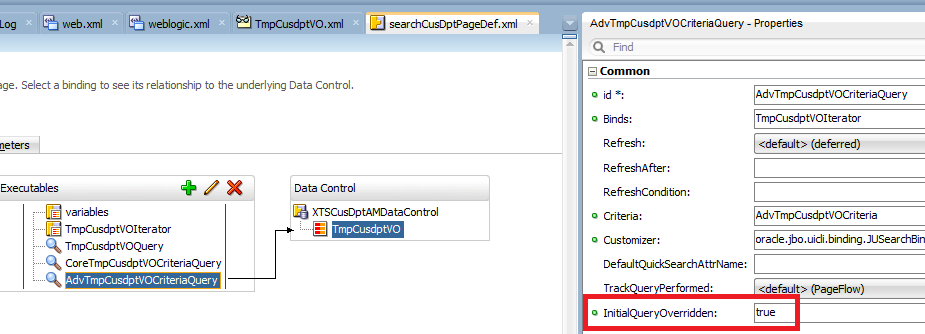 Log web.xml weblogic.xml TmpCusdptVO.xml searchCusDptPageDef.xml
age. Select a binding to see its relationship to the underlying Data Control.
meters
Executables
variables
TmpCusdptVOIterator
TmpCusdptVOQuery
CoreTmpCusdptVOCriteriaQuery
AdvTmpCusdptVOCriteriaQuery
Data Control
XTSCusDptAMDataControl
TmpCusdptVO
AdvTmpCusdptVOCriteriaQuery - Properties
Find
Common
id *: AdvTmpCusdptVOCriteriaQuery
Binds: TmpCusdptVOIterator
Refresh: <default> (deferred)
RefreshAfter:
RefreshCondition:
Criteria: AdvTmpCusdptVOCriteria
Customizer: oracle.jbo.uicli.binding.JUSearchBin
DefaultQuickSearchAttrName:
TrackQueryPerformed: <default> (PageFlow)
InitialQueryOverridden: true